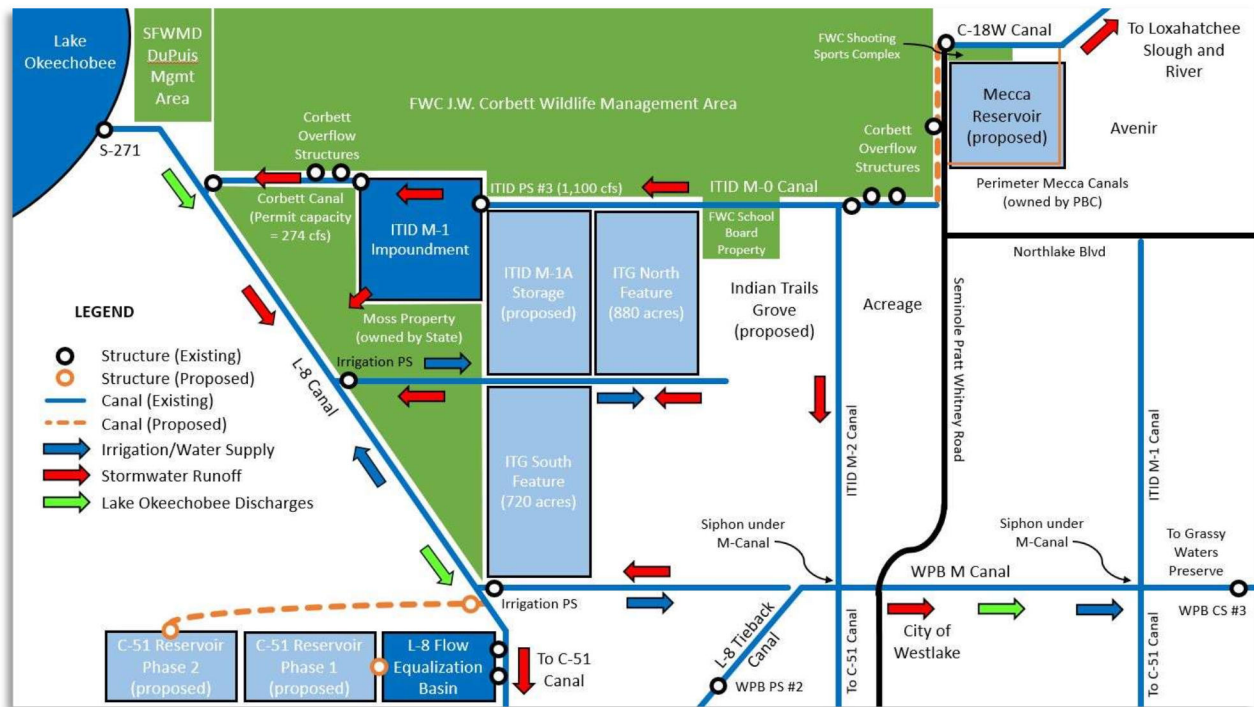 Lake
Okeechobee
SFWMD
DuPuis
Mgmt
Area
FWC J.W. Corbett Wildlife Management Area
FWC Shooting
Sports Complex
C-18W Canal
To Loxahatchee
Slough and
River
Mecca
Reservoir
(proposed)
Avenir
Corbett
Overflow
Structures
Corbett
Overflow
Structures
S-271
Perimeter Mecca Canals
(owned by PBC)
Corbett Canal
(Permit capacity
= 274 cfs)
ITID PS #3 (1,100 cfs)
ITID M-0 Canal
FWC School
Board
Property
ITID M-1
Impoundment
ITID M-1A
Storage
(proposed)
ITG North
Feature
(880 acres)
Indian Trails
Grove
(proposed)
Acreage
Northlake Blvd
Seminole Pratt Whitney Road
LEGEND
Structure (Existing)
Structure (Proposed)
Canal (Existing)
Canal (Proposed)
Irrigation/Water Supply
Stormwater Runoff
Lake Okeechobee Discharges
Moss Property
(owned by State)
Irrigation PS
L-8 Canal
ITG South
Feature
(720 acres)
ITID M-2 Canal
ITID M-1 Canal
Siphon under
M-Canal
Siphon under
M-Canal
To Grassy
Waters
Preserve
WPB M Canal
WPB CS #3
Irrigation PS
C-51 Reservoir
Phase 2
(proposed)
C-51 Reservoir
Phase 1
(proposed)
L-8 Flow
Equalization
Basin
To C-51
Canal
L-8 Tieback
Canal
WPB PS #2
To C-51 Canal
City of
Westlake
To C-51 Canal